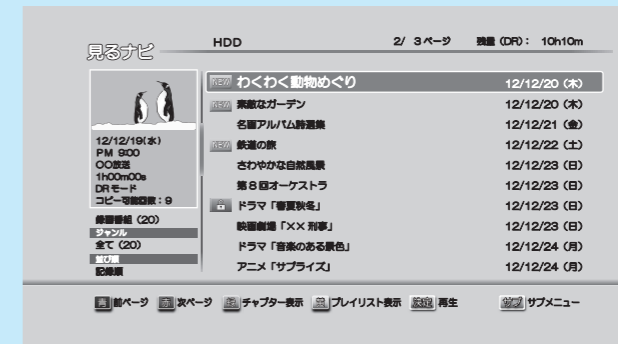 見るナビ
HDD 2/ 3ページ 残量 (DR): 10h10m
NEW わくわく動物めぐり 12/12/20 (木)
NEW 素敵なガーデン 12/12/20 (木)
名画アルバム詩選集 12/12/21 (金)
NEW 鉄道の旅 12/12/22 (土)
さわやかな自然風景 12/12/23 (日)
第8回オーケストラ 12/12/23 (日)
ドラマ「春夏秋冬」 12/12/23 (日)
映画劇場「××刑事」 12/12/23 (日)
ドラマ「音楽のある景色」 12/12/24 (月)
アニメ「サプライズ」 12/12/24 (月)
12/12/19(水)
PM 9:00
○○放送
1h00m00s
DRモード
コピー可能回数:9
録画番組 (20)
ジャンル
全て (20)
並び順
記録順
青 前ページ 赤 次ページ 緑 チャプター表示 黄 プレイリスト表示 決定 再生 サブ サブメニュー